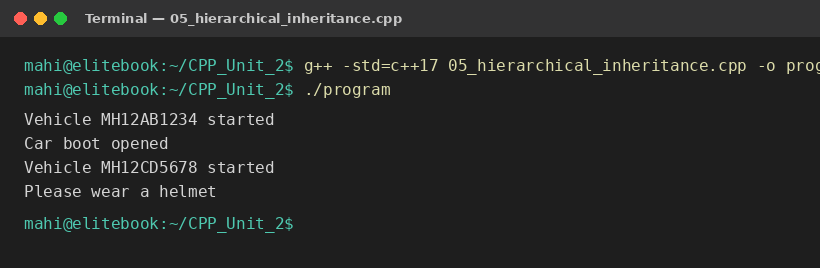 Terminal — 05_hierarchical_inheritance.cpp
mahi@elitebook:~/CPP_Unit_2$ g++ -std=c++17 05_hierarchical_inheritance.cpp -o prog
mahi@elitebook:~/CPP_Unit_2$ ./program
Vehicle MH12AB1234 started
Car boot opened
Vehicle MH12CD5678 started
Please wear a helmet
mahi@elitebook:~/CPP_Unit_2$